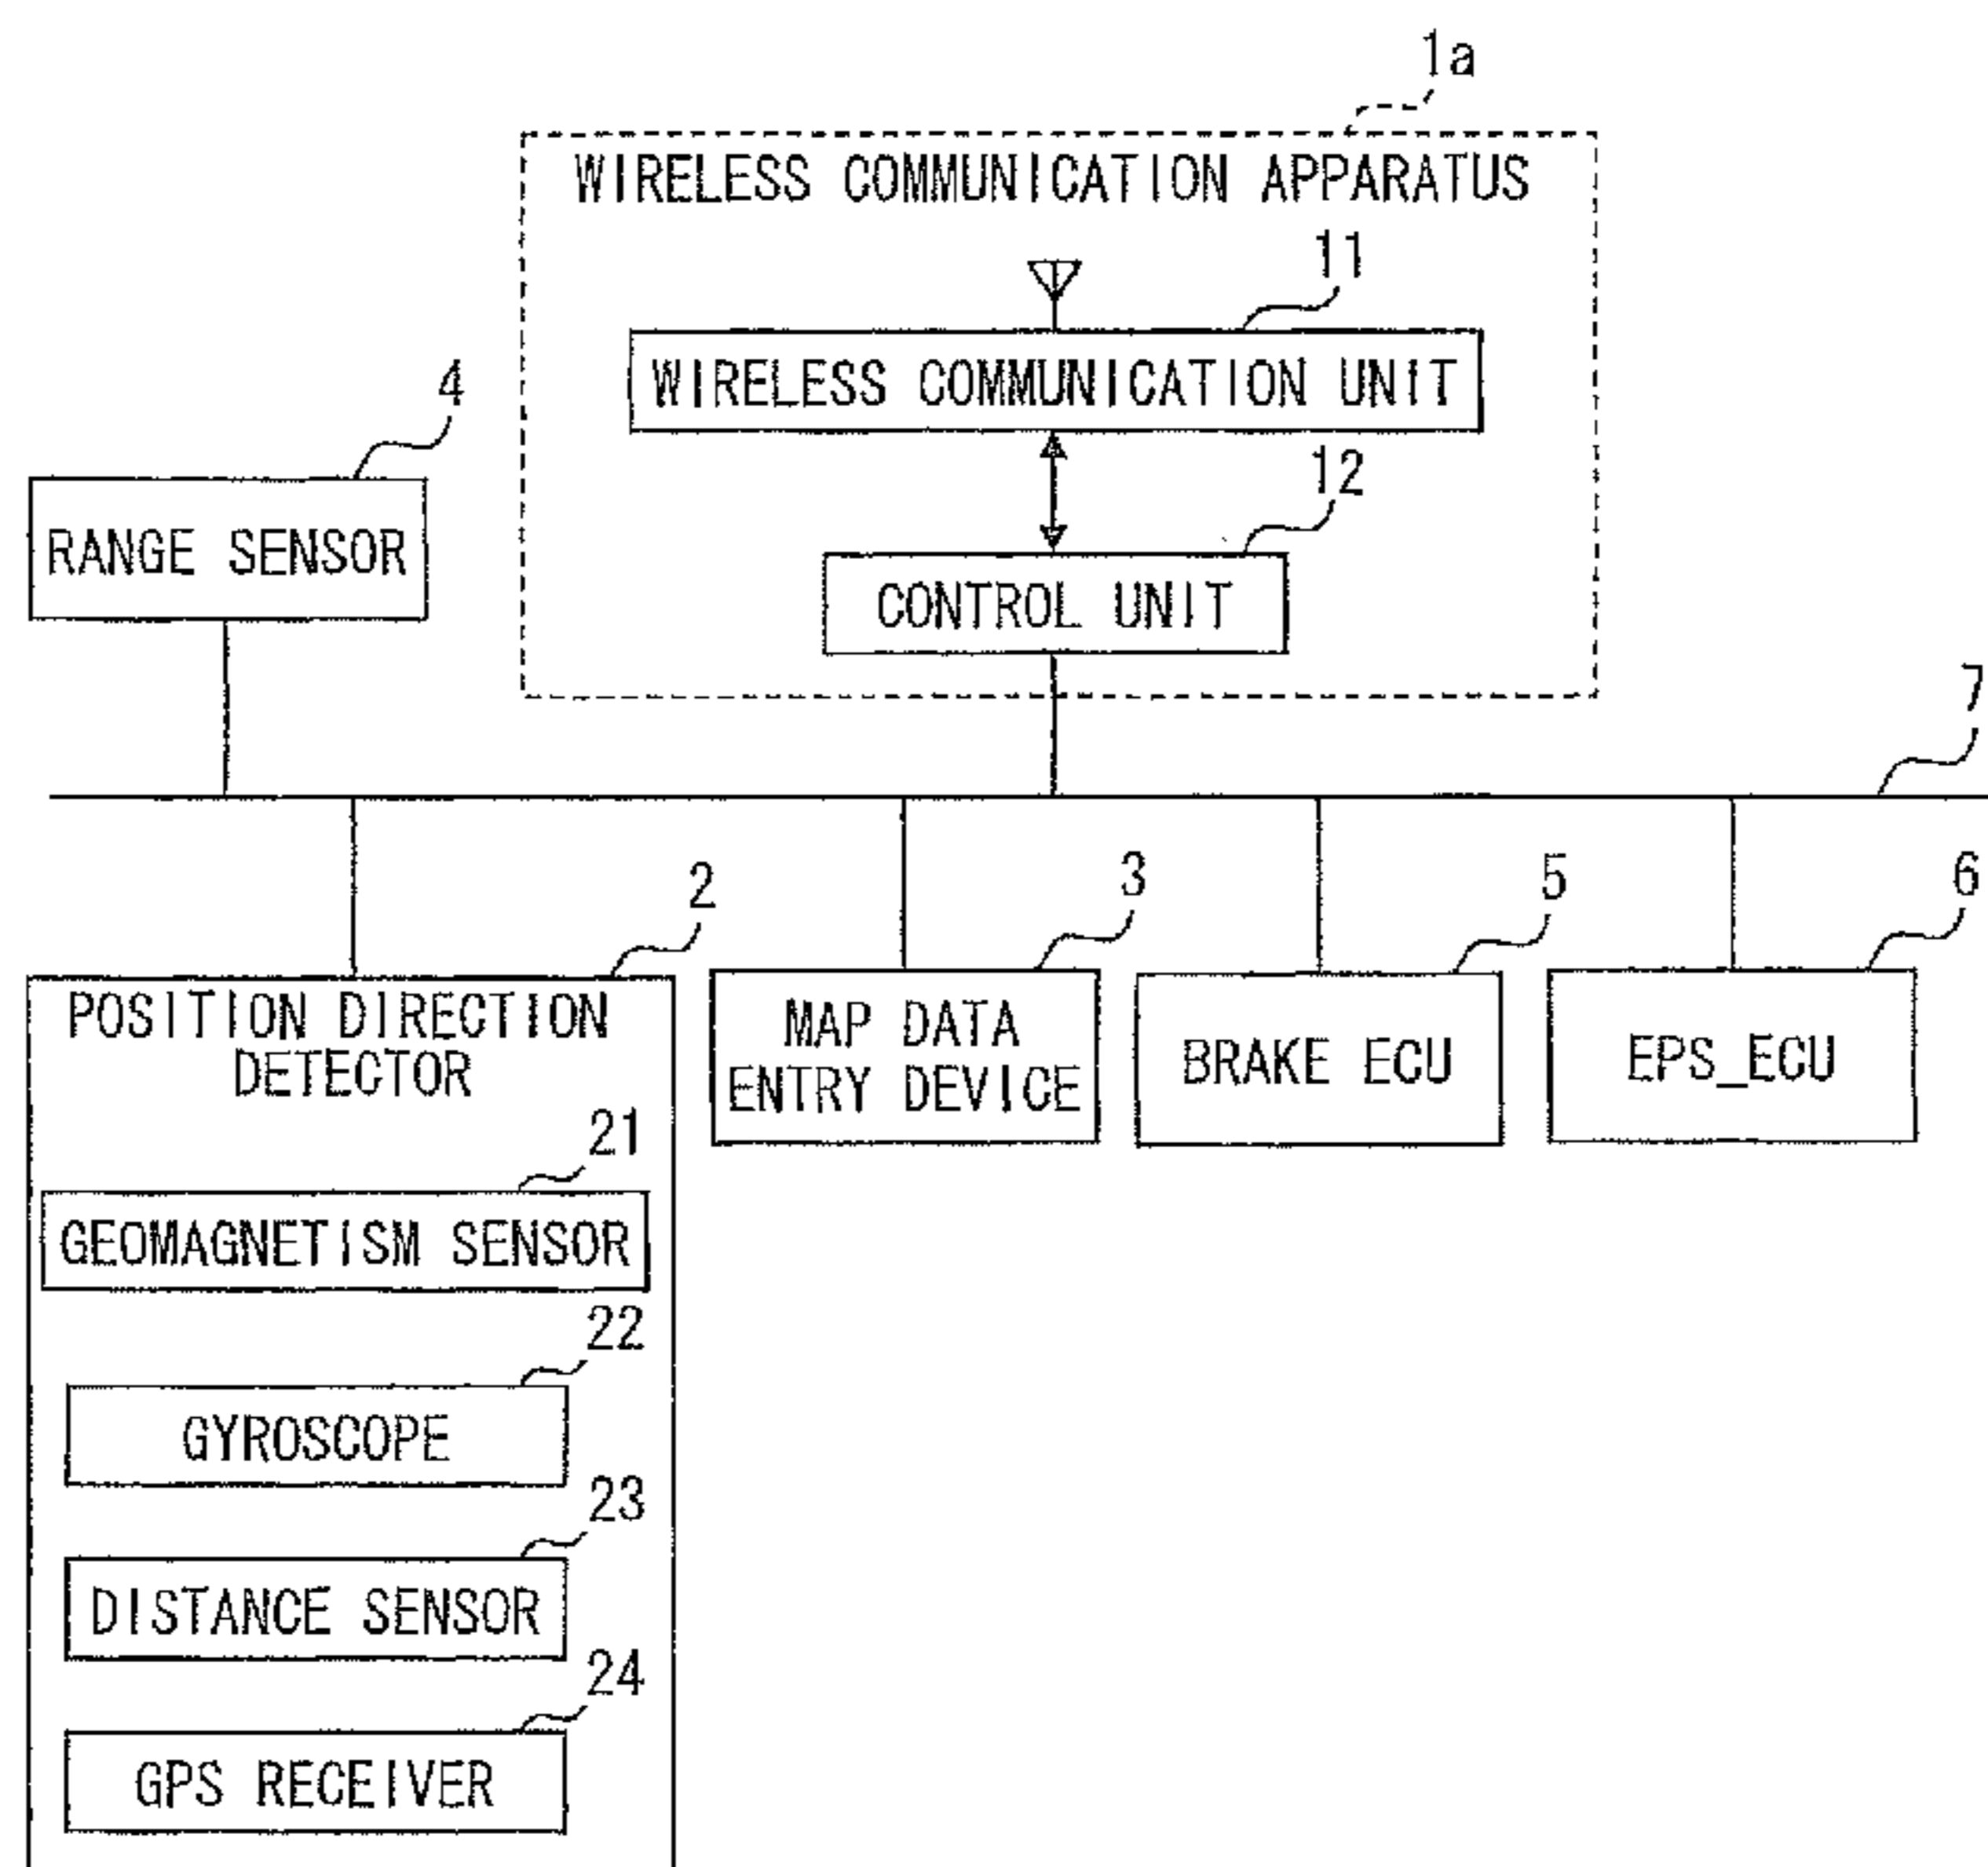 1a
WIRELESS COMMUNICATION APPARATUS
11
WIRELESS COMMUNICATION UNIT
4
12
RANGE SENSOR
CONTROL UNIT
7
2
3
5
6
POSITION DIRECTION
DETECTOR
MAP DATA
ENTRY DEVICE
BRAKE ECU
EPS_ECU
21
GEOMAGNETISM SENSOR
22
GYROSCOPE
23
DISTANCE SENSOR
24
GPS RECEIVER